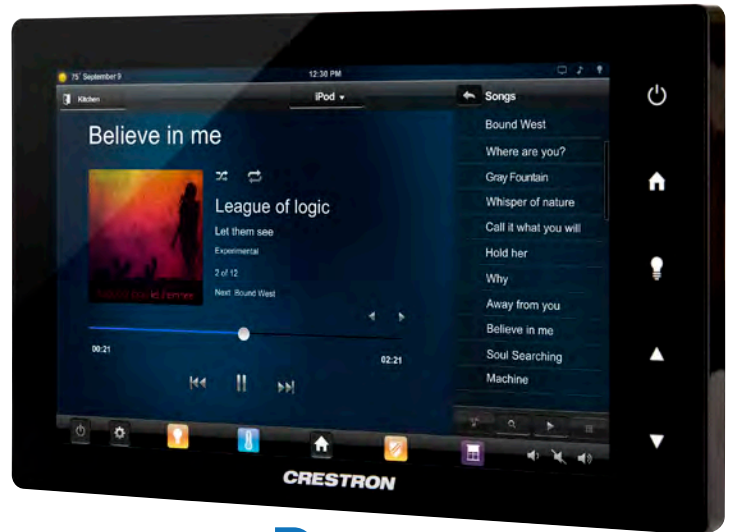 75° September 9
12:30 PM
Kitchen
iPod
Songs
Believe in me
League of logic
Let them see
Experimental
2 of 12
Next Bound West
00:21
02:21
Bound West
Where are you?
Gray Fountain
Whisper of nature
Call it what you will
Hold her
Why
Away from you
Believe in me
Soul Searching
Machine
CRESTRON